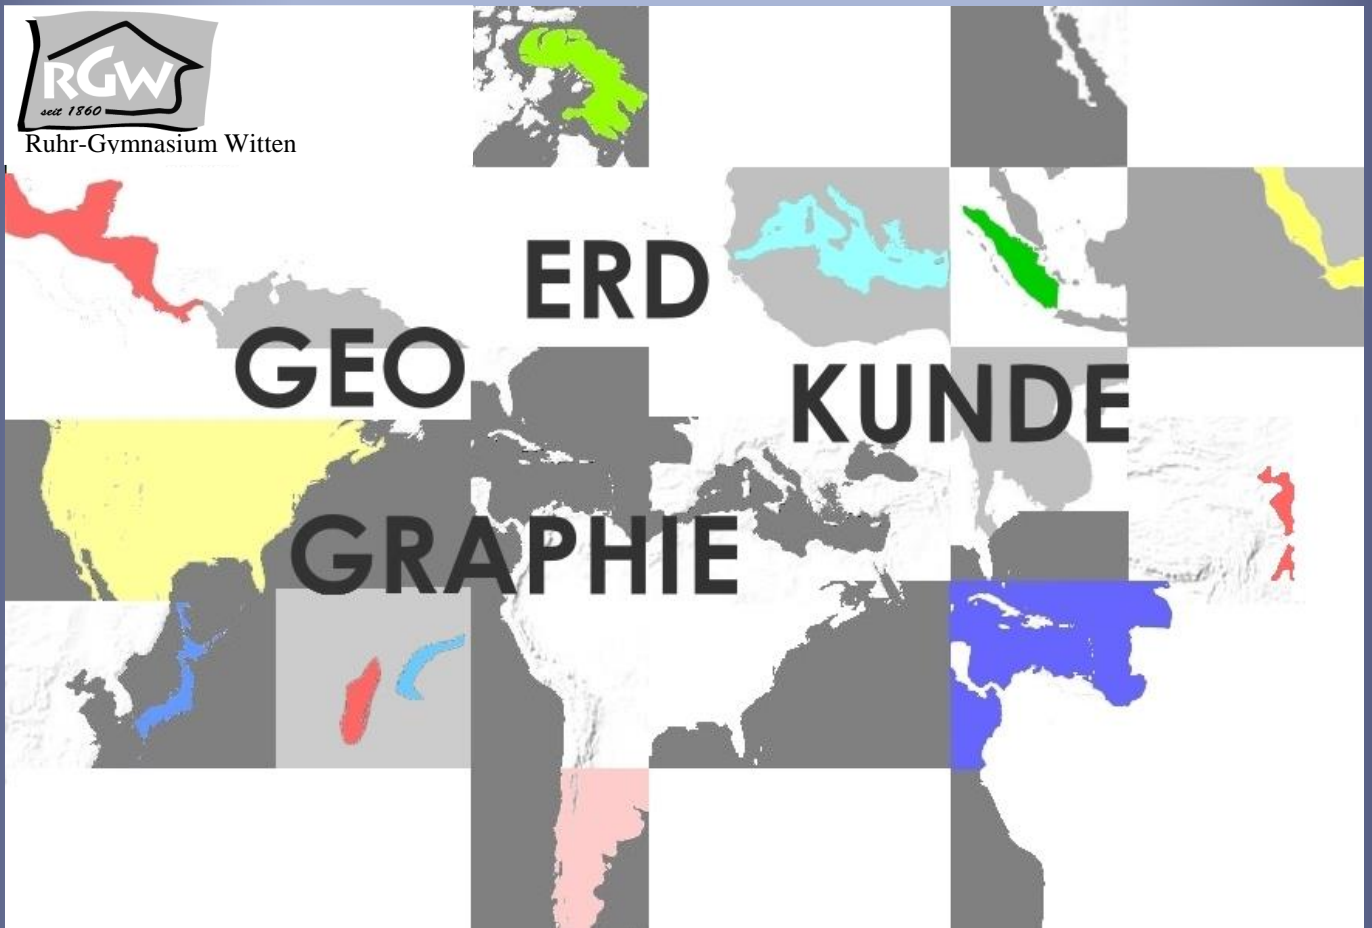 RGW
seit 1860
Ruhr-Gymnasium Witten
ERD
GEO
KUNDE
GRAPHIE